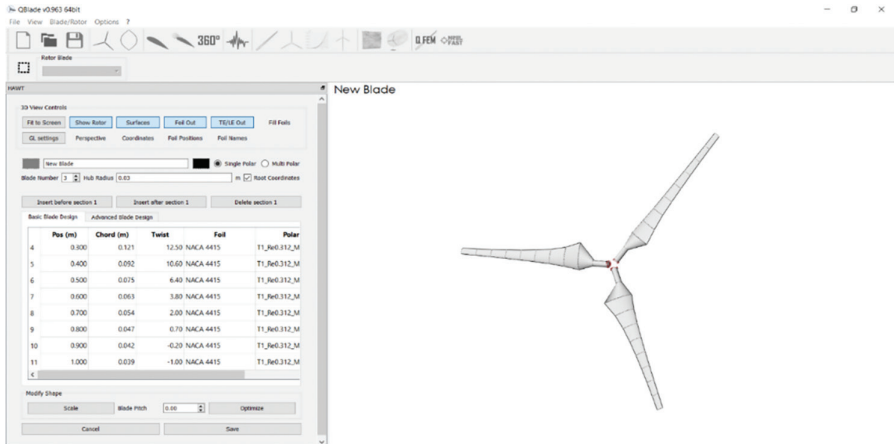 QBlade v0.963 64bit
File View Blade/Rotor Options ?
360° Q FEM
Rotor Blade
HAWT
New Blade
3D View Controls
Fit to Screen Show Rotor Surfaces Foil Out TE/LE Out Fill Foils
GL settings Perspective Coordinates Foil Positions Foil Names
New Blade Single Polar Multi Polar
Blade Number 3 Hub Radius 0.03 m Root Coordinates
Insert before section 1 Insert after section 1 Delete section 1
Basic Blade Design Advanced Blade Design
Pos (m) Chord (m) Twist Foil Polar
4 0.300 0.121 12.50 NACA 4415 T1_Re0.312_M
5 0.400 0.092 10.60 NACA 4415 T1_Re0.312_M
6 0.500 0.075 6.40 NACA 4415 T1_Re0.312_M
7 0.600 0.063 3.80 NACA 4415 T1_Re0.312_M
8 0.700 0.054 2.00 NACA 4415 T1_Re0.312_M
9 0.800 0.047 0.70 NACA 4415 T1_Re0.312_M
10 0.900 0.042 -0.20 NACA 4415 T1_Re0.312_M
11 1.000 0.039 -1.00 NACA 4415 T1_Re0.312_M
Modify Shape
Scale Blade Pitch 0.00 Optimize
Cancel Save